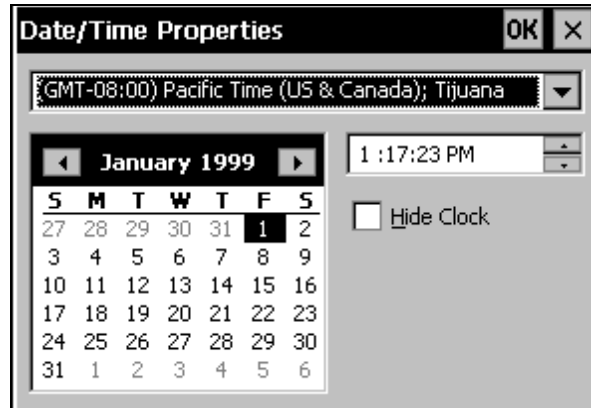 Date/Time Properties OK ×
(GMT-08:00) Pacific Time (US & Canada); Tijuana
January 1999
S M T W T F S
27 28 29 30 31 1 2
3 4 5 6 7 8 9
10 11 12 13 14 15 16
17 18 19 20 21 22 23
24 25 26 27 28 29 30
31 1 2 3 4 5 6
1 :17:23 PM
Hide Clock